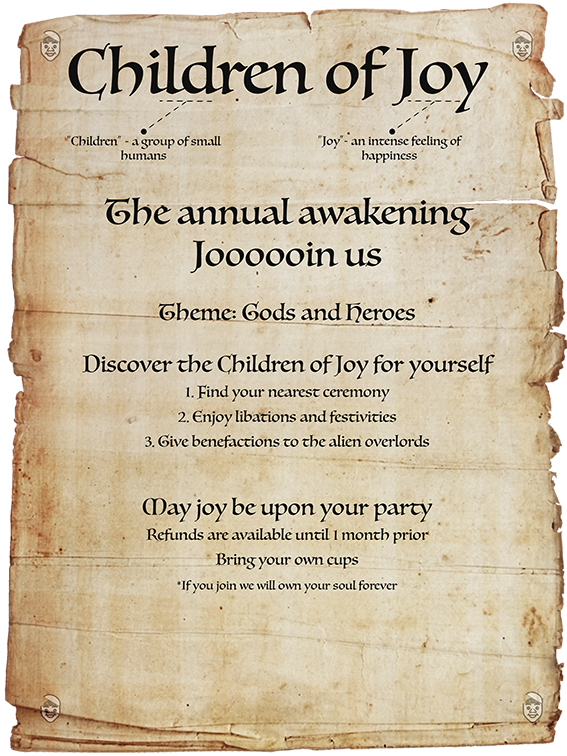 Children of Joy
"Children" - a group of small
humans
"Joy" - an intense feeling of
happiness
The annual awakening
Joooooin us
Theme: Gods and Heroes
Discover the Children of Joy for yourself
1. Find your nearest ceremony
2. Enjoy libations and festivities
3. Give benefactions to the alien overlords
May joy be upon your party
Refunds are available until 1 month prior
Bring your own cups
*If you join we will own your soul forever